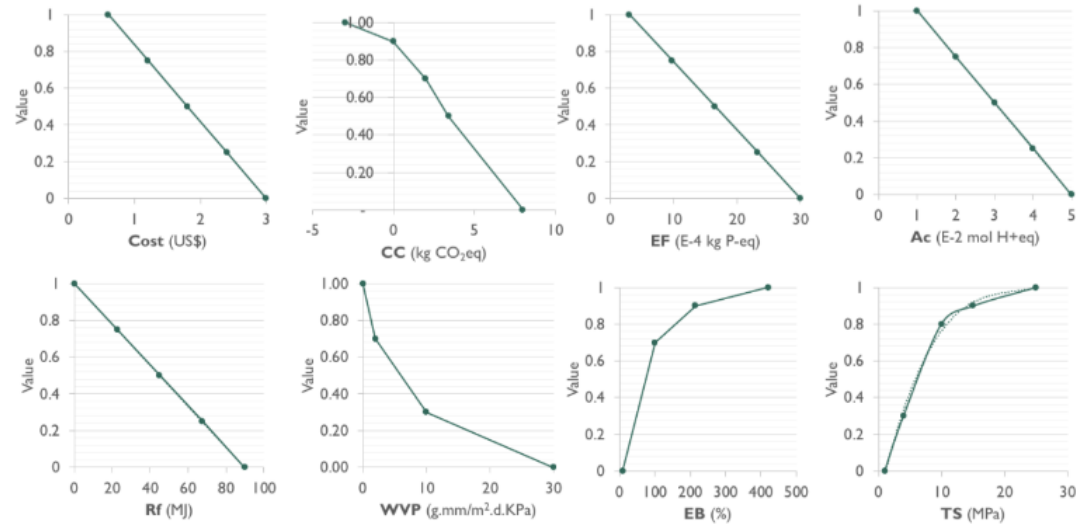 1
0.8
0.6
0.4
0.2
0
Value
0 1 2 3
Cost (US$)
1.00
0.80
0.60
0.40
0.20
-
Value
-5 0 5 10
CC (kg CO₂eq)
1
0.8
0.6
0.4
0.2
0
Value
0 10 20 30
EF (E-4 kg P-eq)
1
0.8
0.6
0.4
0.2
0
Value
0 1 2 3 4 5
Ac (E-2 mol H+eq)
1
0.8
0.6
0.4
0.2
0
Value
0 20 40 60 80 100
Rf (MJ)
1.00
0.80
0.60
0.40
0.20
0.00
Value
0 10 20 30
WVP (g.mm/m².d.KPa)
1
0.8
0.6
0.4
0.2
0
Value
0 100 200 300 400 500
EB (%)
1
0.8
0.6
0.4
0.2
0
Value
0 10 20 30
TS (MPa)